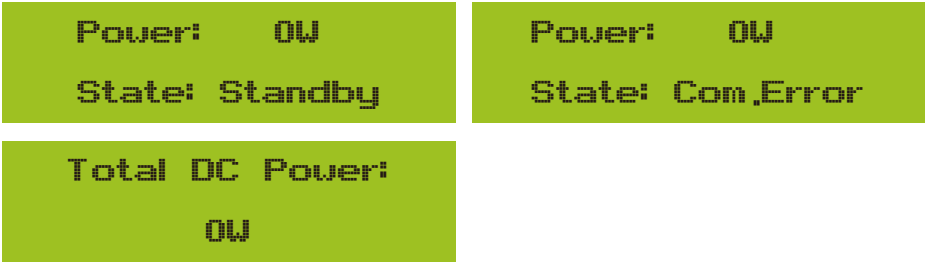 Power: 0W
State: Standby
Power: 0W
State: Com.Error
Total DC Power:
0W